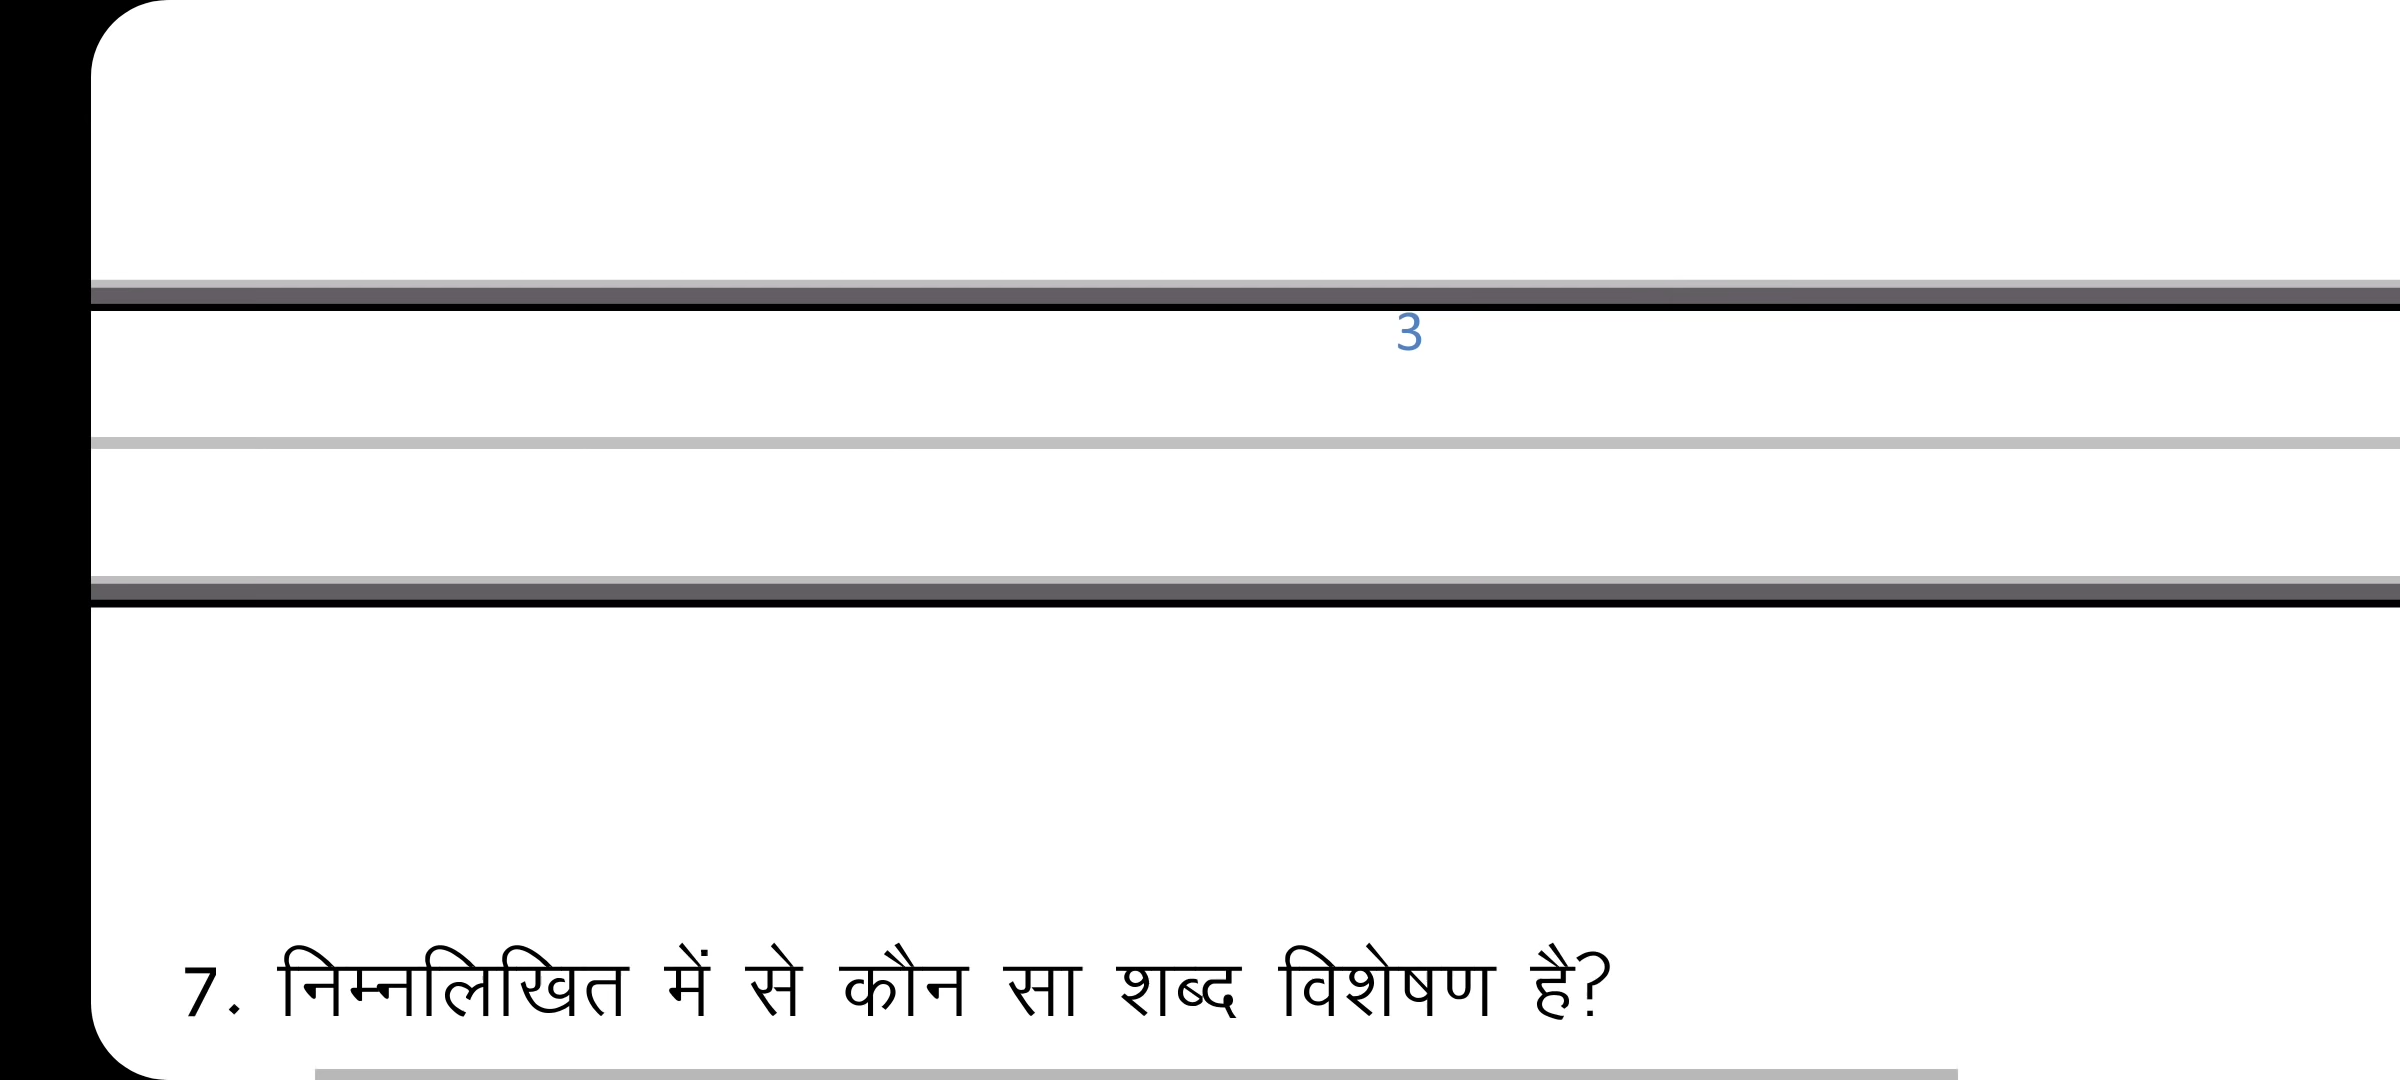 3
7. निम्नलिखित में से कौन सा शब्द विशेषण है?